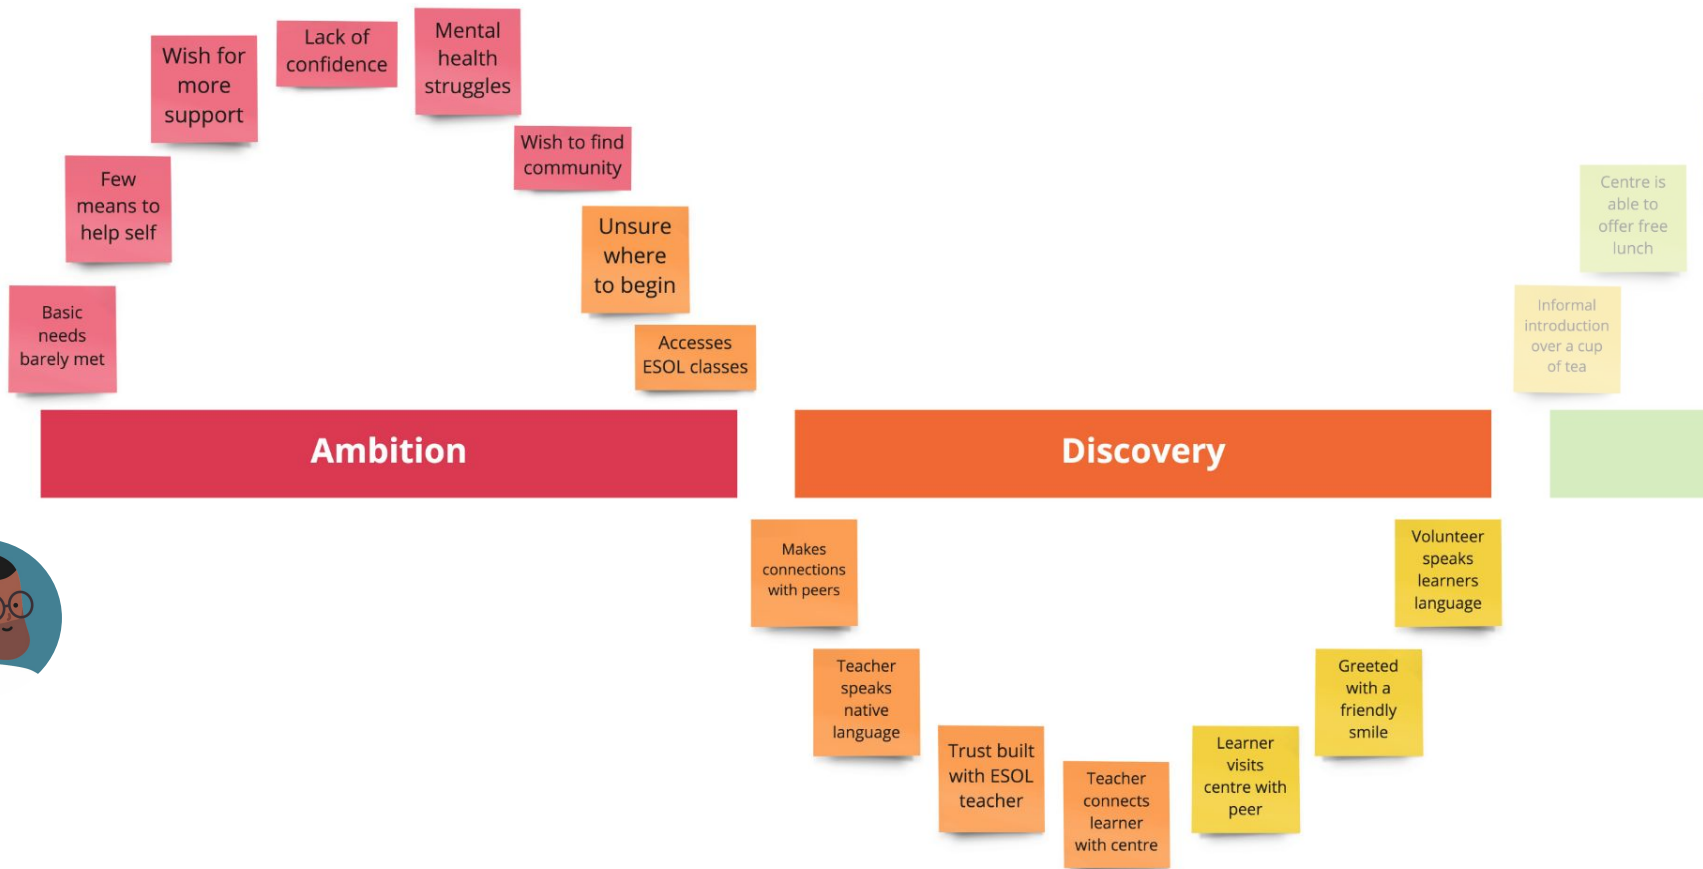 Basic
needs
barely met
Few
means to
help self
Wish for
more
support
Lack of
confidence
Mental
health
struggles
Wish to find
community
Unsure
where
to begin
Accesses
ESOL classes
Ambition
Makes
connections
with peers
Teacher
speaks
native
language
Trust built
with ESOL
teacher
Teacher
connects
learner
with centre
Learner
visits
centre with
peer
Greeted
with a
friendly
smile
Volunteer
speaks
learners
language
Discovery
Informal
introduction
over a cup
of tea
Centre is
able to
offer free
lunch